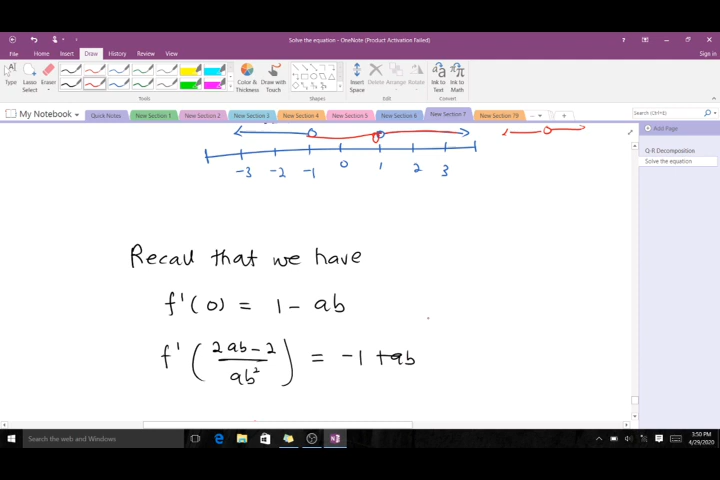 Solve the equation - OneNote (Product Activation Failed)
Sign in
File Home Insert Draw History Review View
Type Lasso Select Eraser Color & Thickness Draw with Touch Insert Space Delete Arrange Rotate Ink to Text Ink to Math
Tools Shapes Edit Convert
My Notebook Quick Notes New Section 1 New Section 2 New Section 3 New Section 4 New Section 5 New Section 6 New Section 7 New Section 79 Search (Ctrl+E)
Add Page
Q-R Decomposition
Solve the equation
-3 -2 -1 0 1 2 3
Recall that we have
f'(0) = 1 - ab
f' ( (2ab - 2) / ab² ) = -1 + ab
Search the web and Windows
3:50 PM
4/29/2020